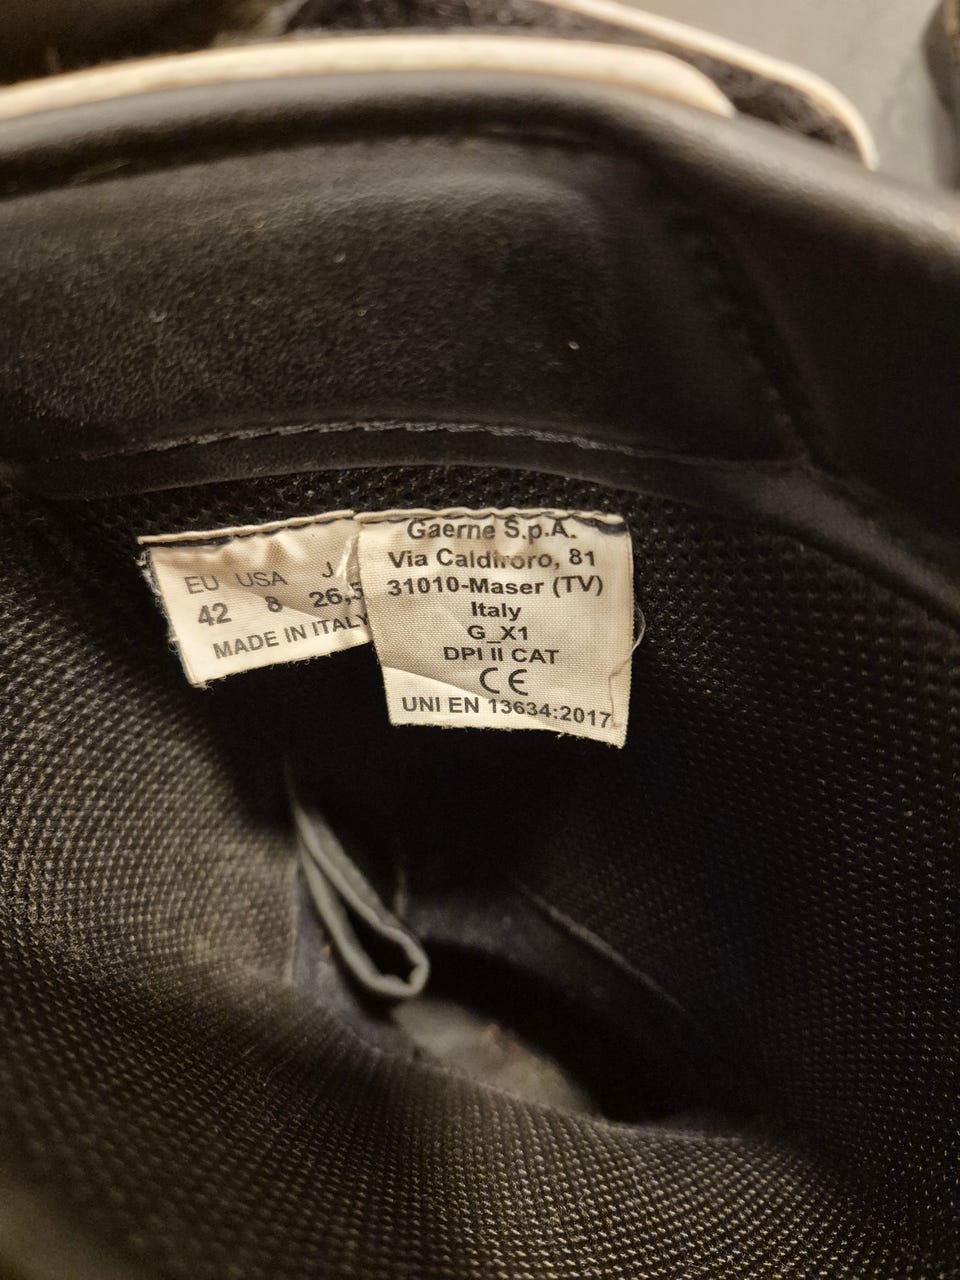 EU USA J
42 8 26.5
MADE IN ITALY
Gaerne S.p.A.
Via Caldiroro, 81
31010-Maser (TV)
Italy
G_X1
DPI II CAT
CE
UNI EN 13634:2017